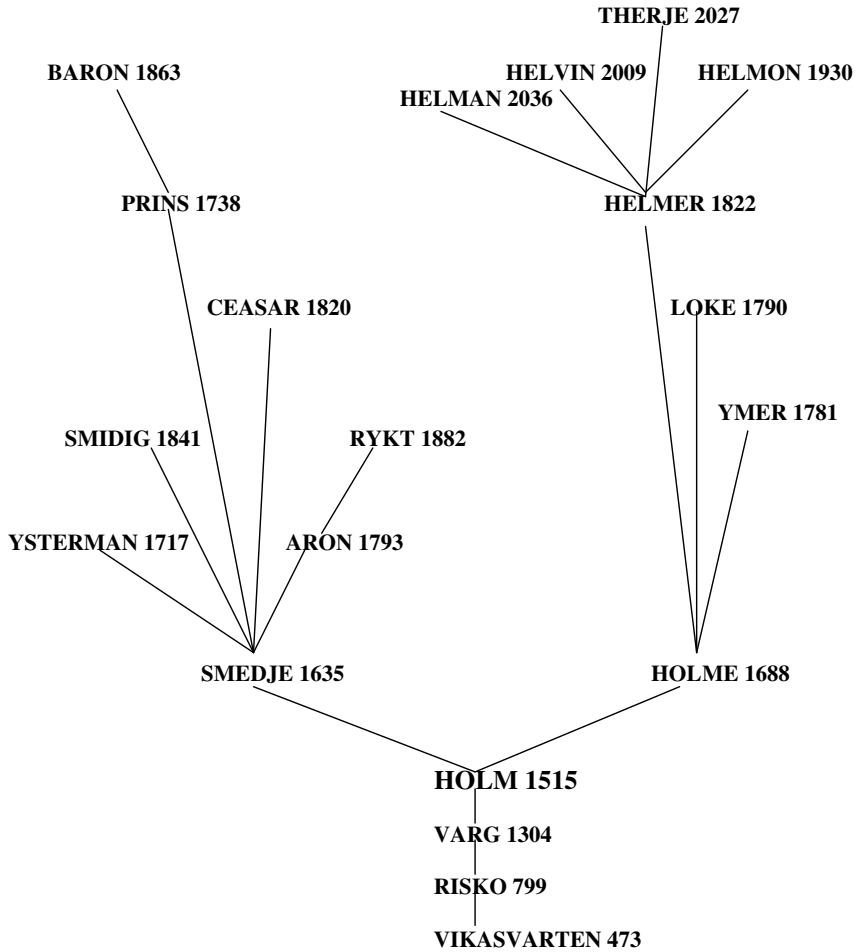 THERJE 2027
BARON 1863
HELVIN 2009
HELMON 1930
HELMAN 2036
PRINS 1738
HELMER 1822
CEASAR 1820
LOKE 1790
YMER 1781
SMIDIG 1841
RYKT 1882
YSTERMAN 1717
ARON 1793
SMEDJE 1635
HOLME 1688
HOLM 1515
VARG 1304
RISKO 799
VIKASVARTEN 473